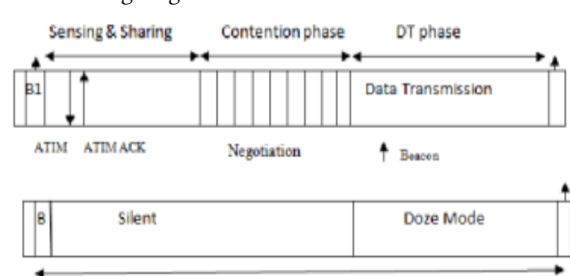 Sensing & Sharing Contention phase DT phase
B1 Data Transmission
ATIM ATIM ACK Negotiation Beacon
B Silent Doze Mode